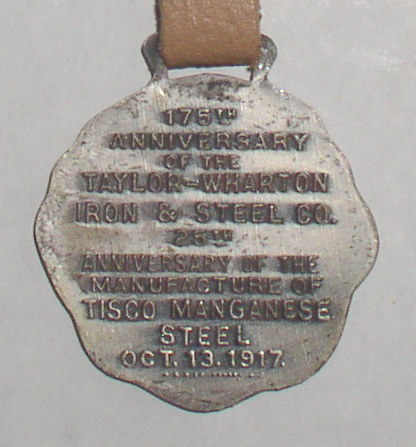 175TH
ANNIVERSARY
OF THE
TAYLOR-WHARTON
IRON & STEEL CO.
25TH
ANNIVERSARY OF THE
MANUFACTURE OF
TISCO MANGANESE
STEEL
OCT. 13. 1917.